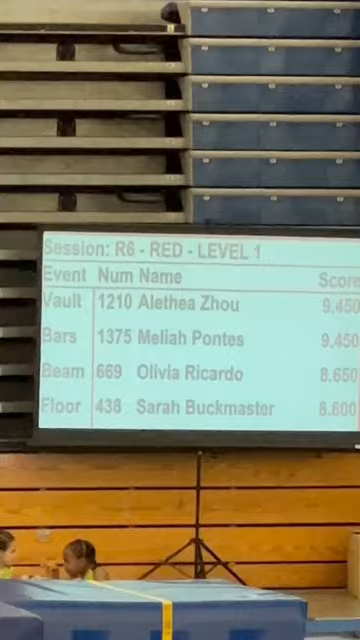 Session: R6 - RED - LEVEL 1
Event Num Name Score
Vault 1210 Alethea Zhou 9.450
Bars 1375 Meliah Pontes 9.450
Beam 669 Olivia Ricardo 8.650
Floor 438 Sarah Buckmaster 8.600